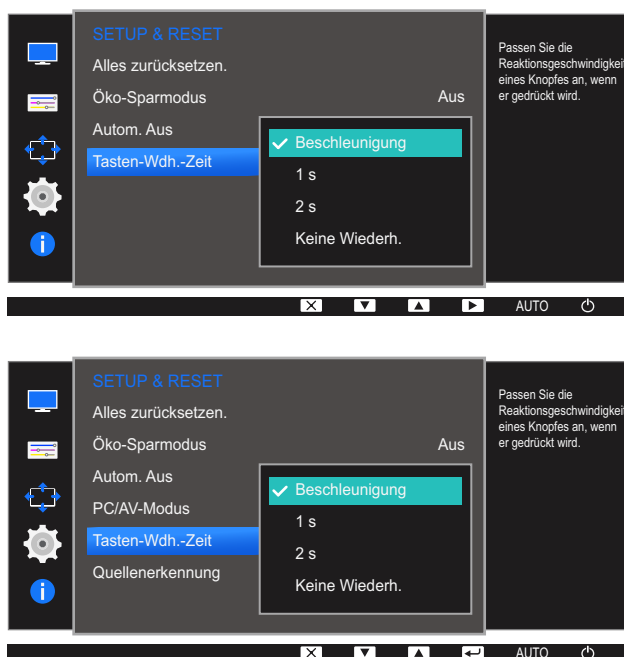 SETUP & RESET
Alles zurücksetzen.
Öko-Sparmodus Aus
Autom. Aus
Tasten-Wdh.-Zeit
Beschleunigung
1 s
2 s
Keine Wiederh.
Passen Sie die
Reaktionsgeschwindigkeit
eines Knopfes an, wenn
er gedrückt wird.
AUTO
SETUP & RESET
Alles zurücksetzen.
Öko-Sparmodus Aus
Autom. Aus
PC/AV-Modus
Tasten-Wdh.-Zeit
Quellenerkennung
Beschleunigung
1 s
2 s
Keine Wiederh.
Passen Sie die
Reaktionsgeschwindigkeit
eines Knopfes an, wenn
er gedrückt wird.
AUTO